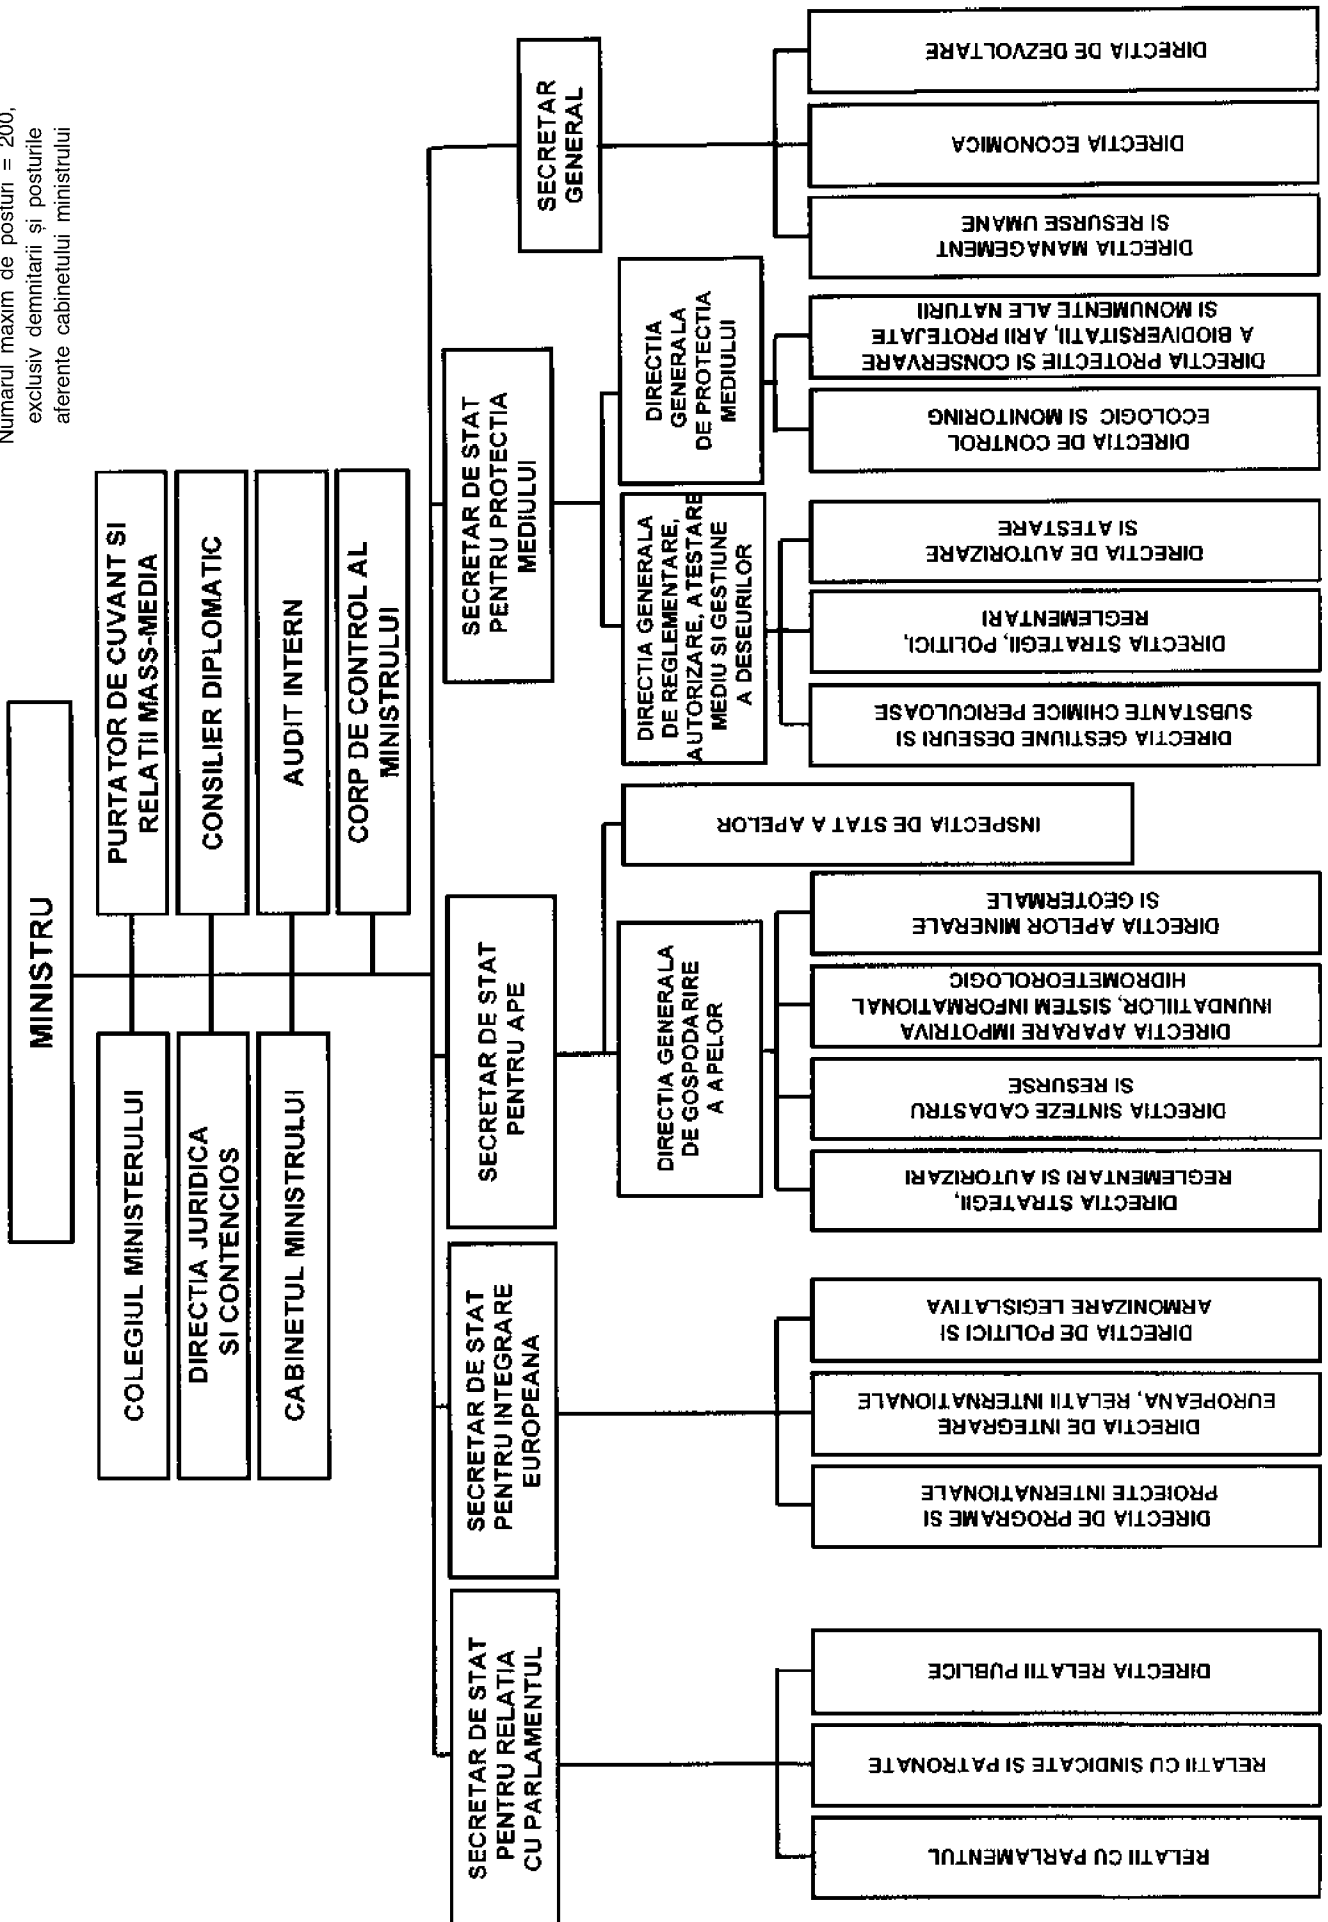 Numarul maxim de posturi = 200,
exclusiv demnitarii și posturile
aferente cabinetului ministrului
MINISTRU
COLEGIUL MINISTERULUI
PURTATOR DE CUVANT SI
RELATII MASS-MEDIA
DIRECTIA JURIDICA
SI CONTENCIOS
CONSILIER DIPLOMATIC
CABINETUL MINISTRULUI
AUDIT INTERN
CORP DE CONTROL AL
MINISTRULUI
SECRETAR DE STAT
PENTRU RELATIA
CU PARLAMENTUL
SECRETAR DE STAT
PENTRU INTEGRARE
EUROPEANA
SECRETAR DE STAT
PENTRU APE
SECRETAR DE STAT
PENTRU PROTECTIA
MEDIULUI
SECRETAR
GENERAL
DIRECTIA GENERALA
DE GOSPODARIRE
A APELOR
INSPECTIA DE STAT A APELOR
DIRECTIA GENERALA
DE REGLEMENTARE,
AUTORIZARE, ATESTARE
MEDIU SI GESTIUNE
A DESEURILOR
DIRECTIA
GENERALA
DE PROTECTIA
MEDIULUI
RELATII CU PARLAMENTUL
RELATII CU SINDICATE SI PATRONATE
DIRECTIA RELATII PUBLICE
DIRECTIA DE PROGRAME SI
PROIECTE INTERNATIONALE
DIRECTIA DE INTEGRARE
EUROPEANA, RELATII INTERNATIONALE
DIRECTIA DE POLITICI SI
ARMONIZARE LEGISLATIVA
DIRECTIA STRATEGII,
REGLEMENTARI SI AUTORIZARI
DIRECTIA SINTEZE CADASTRU
SI RESURSE
DIRECTIA APARARE IMPOTRIVA
INUNDATIILOR, SISTEM INFORMATIONAL
HIDROMETEOROLOGIC
DIRECTIA APELOR MINERALE
SI GEOTERMALE
DIRECTIA GESTIUNE DESEURI SI
SUBSTANTE CHIMICE PERICULOASE
DIRECTIA STRATEGII, POLITICI,
REGLEMENTARI
DIRECTIA DE AUTORIZARE
SI ATESTARE
DIRECTIA DE CONTROL
ECOLOGIC SI MONITORING
DIRECTIA PROTECTIE SI CONSERVARE
A BIODIVERSITATII, ARII PROTEJATE
SI MONUMENTE ALE NATURII
DIRECTIA MANAGEMENT
SI RESURSE UMANE
DIRECTIA ECONOMICA
DIRECTIA DE DEZVOLTARE